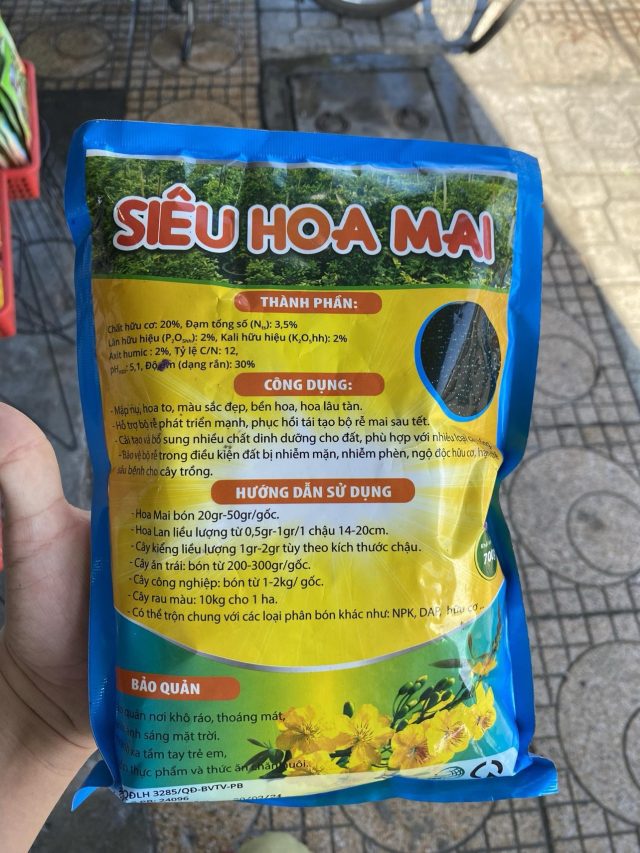 SIÊU HOA MAI
THÀNH PHẦN:
Chất hữu cơ: 20%, Đạm tổng số (Nts): 3,5%
Lân hữu hiệu (P2O5hh): 2%, Kali hữu hiệu (K2Ohh): 2%
Axit humic : 2%, Tỷ lệ C/N: 12,
5,1, Độ ẩm (dạng rắn): 30%
CÔNG DỤNG:
- Mập nụ, hoa to, màu sắc đẹp, bền hoa, hoa lâu tàn.
- Hỗ trợ bộ rễ phát triển mạnh, phục hồi tái tạo bộ rễ mai sau tết.
- Cải tạo và bổ sung nhiều chất dinh dưỡng cho đất, phù hợp với nhiều loại
- Bảo vệ bộ rễ trong điều kiện đất bị nhiễm mặn, nhiễm phèn, ngộ độc hữu cơ,
sâu bệnh cho cây trồng.
HƯỚNG DẪN SỬ DỤNG
- Hoa Mai bón 20gr-50gr/gốc.
- Hoa Lan liều lượng từ 0,5gr-1gr/1 chậu 14-20cm.
- Cây kiểng liều lượng 1gr-2gr tùy theo kích thước chậu.
- Cây ăn trái: bón từ 200-300gr/gốc.
- Cây công nghiệp: bón từ 1-2kg/ gốc.
- Cây rau màu: 10kg cho 1 ha.
- Có thể trộn chung với các loại phân bón khác như: NPK, DAP, hữu cơ ...
BẢO QUẢN
quản nơi khô ráo, thoáng mát,
ánh sáng mặt trời.
xa tầm tay trẻ em,
thực phẩm và thức ăn chăn nuôi.
QĐLH 3285/QĐ-BVTV-PB